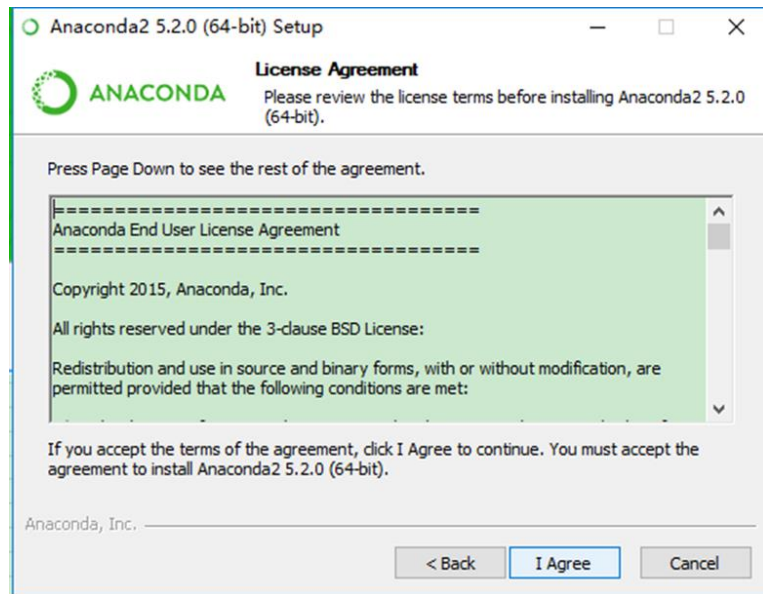 Anaconda2 5.2.0 (64-bit) Setup
ANACONDA
License Agreement
Please review the license terms before installing Anaconda2 5.2.0
(64-bit).
Press Page Down to see the rest of the agreement.
===================================
Anaconda End User License Agreement
===================================
Copyright 2015, Anaconda, Inc.
All rights reserved under the 3-clause BSD License:
Redistribution and use in source and binary forms, with or without modification, are
permitted provided that the following conditions are met:
If you accept the terms of the agreement, click I Agree to continue. You must accept the
agreement to install Anaconda2 5.2.0 (64-bit).
Anaconda, Inc.
< Back
I Agree
Cancel